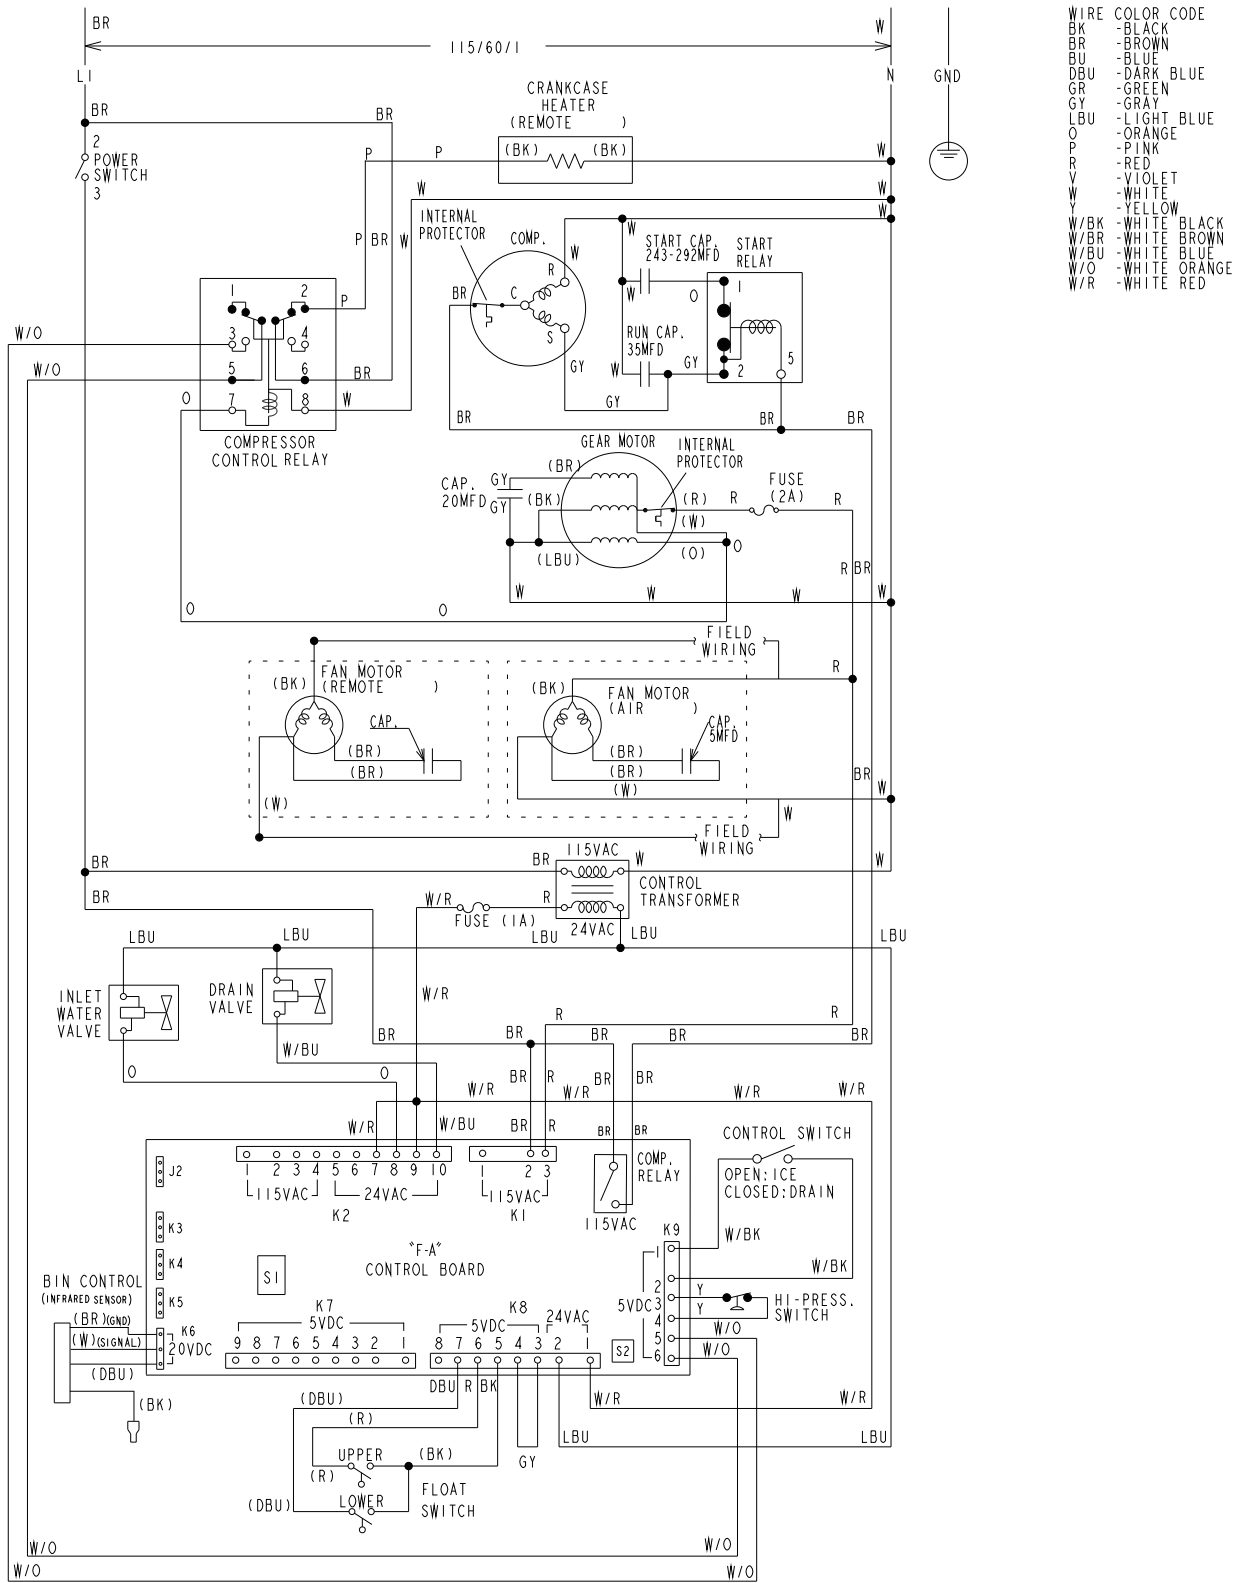 BR
W
115/60/1
L1
N
GND
WIRE COLOR CODE
BK -BLACK
BR -BROWN
BU -BLUE
DBU -DARK BLUE
GR -GREEN
GY -GRAY
LBU -LIGHT BLUE
O -ORANGE
P -PINK
R -RED
V -VIOLET
W -WHITE
Y -YELLOW
W/BK -WHITE BLACK
W/BR -WHITE BROWN
W/BU -WHITE BLUE
W/O -WHITE ORANGE
W/R -WHITE RED
BR
BR
CRANKCASE
HEATER
(REMOTE )
2
POWER
SWITCH
3
P
P
(BK)
(BK)
W
W
W
INTERNAL
PROTECTOR
COMP.
W
START CAP.
243-292MFD
START
RELAY
P
BR
W
W
R
C
S
BR
W
O
1
1
2
P
3
4
W/O
RUN CAP.
35MFD
W
GY
2
5
GY
5
6
W/O
BR
7
8
O
W
GY
BR
BR
BR
COMPRESSOR
CONTROL RELAY
GEAR MOTOR
INTERNAL
PROTECTOR
(BR)
CAP.
20MFD
GY
GY
(BK)
(R)
R
FUSE
(2A)
R
(W)
(LBU)
(O)
O
R
BR
W
W
W
W
O
O
FIELD
WIRING
R
FAN MOTOR
(REMOTE )
(BK)
(BK)
FAN MOTOR
(AIR )
CAP.
CAP.
5MFD
(BR)
(BR)
(BR)
(BR)
BR
(W)
(W)
W
W
FIELD
WIRING
115VAC
BR
BR
W
W
CONTROL
TRANSFORMER
BR
W/R
R
FUSE (1A)
24VAC
LBU
LBU
LBU
LBU
LBU
INLET
WATER
VALVE
DRAIN
VALVE
W/R
W/BU
R
R
BR
BR
BR
BR
BR
O
O
BR
R
BR
BR
W/R
W/R
W/R
W/R
W/R
W/BU
BR
R
BR
BR
CONTROL SWITCH
J2
1 2 3 4 5 6 7 8 9 10
115VAC
24VAC
K2
1 2 3
115VAC
K1
COMP.
RELAY
115VAC
OPEN:ICE
CLOSED:DRAIN
K3
K4
K5
K9
1
W/BK
W/BK
"F-A"
CONTROL BOARD
S1
2
5VDC
3
4
5
6
Y
Y
HI-PRESS.
SWITCH
W/O
W/O
BIN CONTROL
(INFRARED SENSOR)
(BR)(GND)
(W)(SIGNAL)
(DBU)
(BK)
K6
20VDC
K7
5VDC
9 8 7 6 5 4 3 2 1
K8
5VDC
24VAC
8 7 6 5 4 3 2 1
S2
DBU
R
BK
(DBU)
(R)
W/R
W/R
UPPER
(R)
(BK)
GY
LBU
LBU
(DBU)
LOWER
FLOAT
SWITCH
W/O
W/O
W/O
W/O